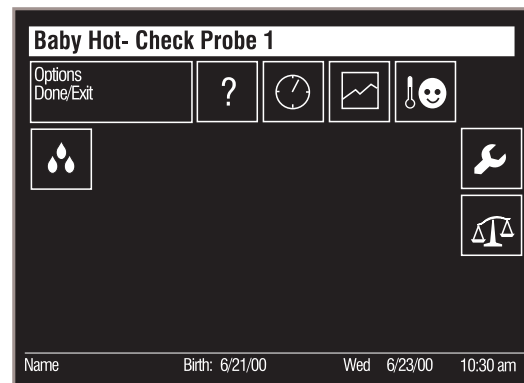 Baby Hot- Check Probe 1
Options
Done/Exit
?
Name Birth: 6/21/00 Wed 6/23/00 10:30 am